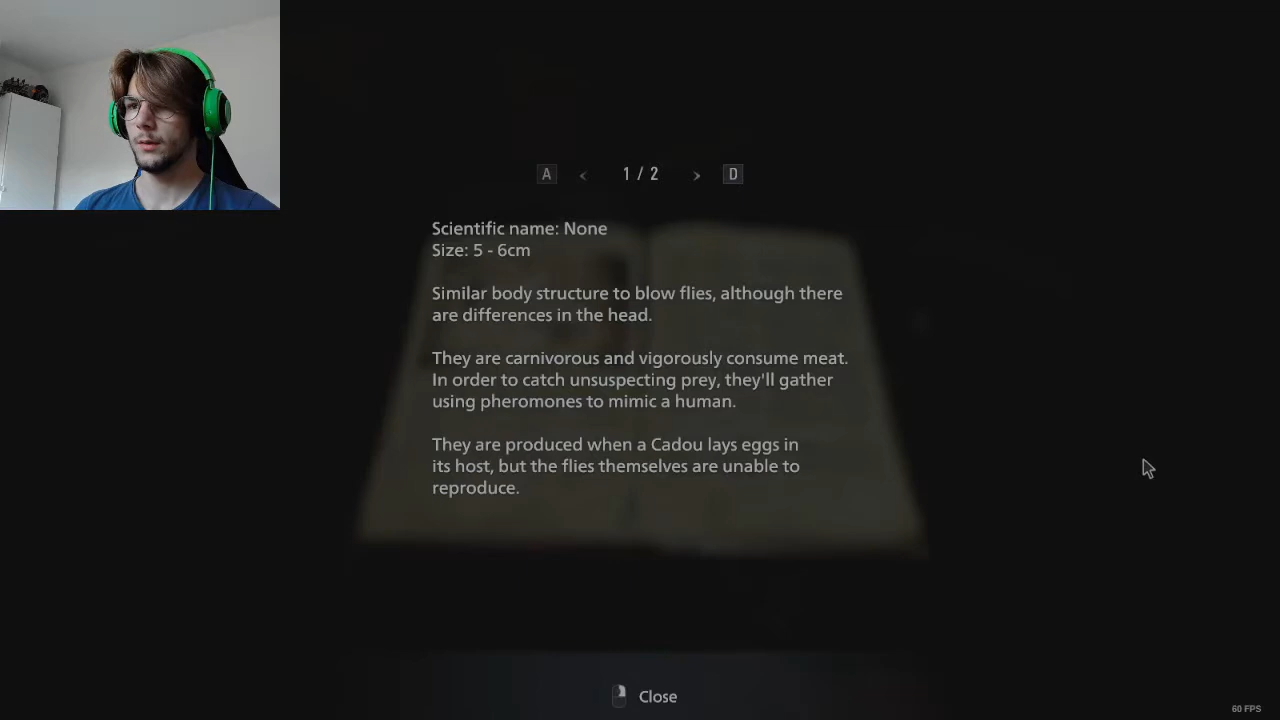 A < 1 / 2 > D
Scientific name: None
Size: 5 - 6cm
Similar body structure to blow flies, although there
are differences in the head.
They are carnivorous and vigorously consume meat.
In order to catch unsuspecting prey, they'll gather
using pheromones to mimic a human.
They are produced when a Cadou lays eggs in
its host, but the flies themselves are unable to
reproduce.
Close
60 FPS